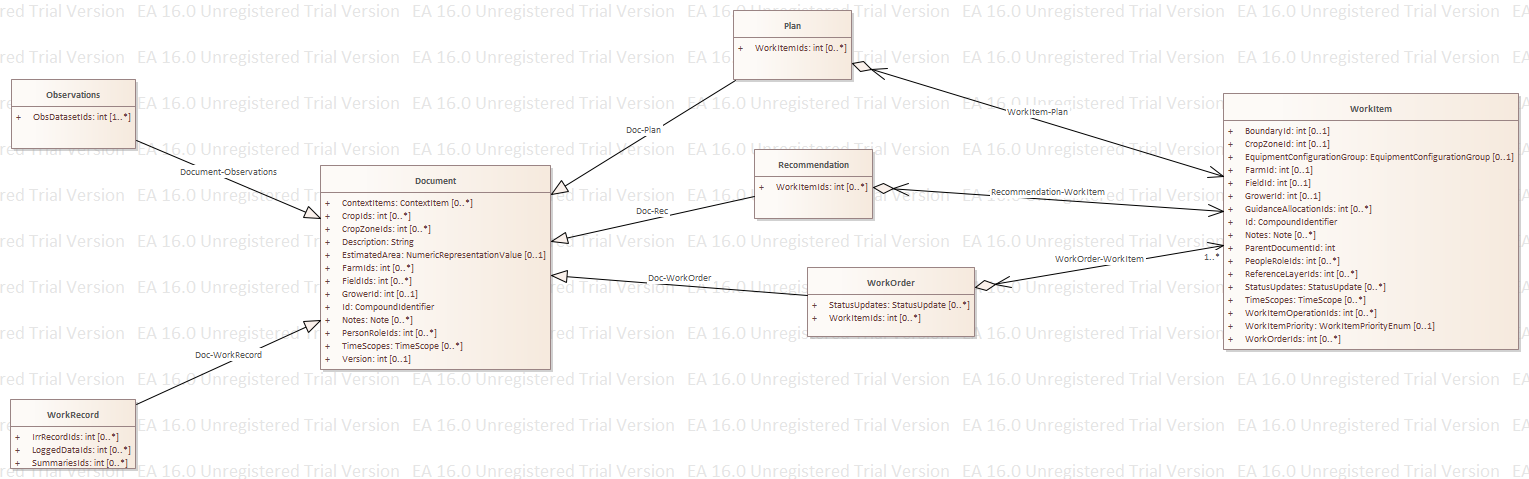 EA 16.0 Unregistered Trial Version
Plan
+ WorkItemIds: int [0..*]
Observations
+ ObsDatasetIds: int [1..*]
Document-Observations
Doc-Plan
WorkItem-Plan
Document
+ ContextItems: ContextItem [0..*]
+ CropIds: int [0..*]
+ CropZoneIds: int [0..*]
+ Description: String
+ EstimatedArea: NumericRepresentationValue [0..1]
+ FarmIds: int [0..*]
+ FieldIds: int [0..*]
+ GrowerId: int [0..1]
+ Id: CompoundIdentifier
+ Notes: Note [0..*]
+ PersonRoleIds: int [0..*]
+ TimeScopes: TimeScope [0..*]
+ Version: int [0..1]
Recommendation
+ WorkItemIds: int [0..*]
Doc-Rec
Recommendation-WorkItem
WorkOrder
+ StatusUpdates: StatusUpdate [0..*]
+ WorkItemIds: int [0..*]
Doc-WorkOrder
WorkOrder-WorkItem
1..*
WorkItem
+ BoundaryId: int [0..1]
+ CropZoneId: int [0..1]
+ EquipmentConfigurationGroup: EquipmentConfigurationGroup [0..1]
+ FarmId: int [0..1]
+ FieldId: int [0..1]
+ GrowerId: int [0..1]
+ GuidanceAllocationIds: int [0..*]
+ Id: CompoundIdentifier
+ Notes: Note [0..*]
+ ParentDocumentId: int
+ PeopleRoleIds: int [0..*]
+ ReferenceLayerIds: int [0..*]
+ StatusUpdates: StatusUpdate [0..*]
+ TimeScopes: TimeScope [0..*]
+ WorkItemOperationIds: int [0..*]
+ WorkItemPriority: WorkItemPriorityEnum [0..1]
+ WorkOrderIds: int [0..*]
Doc-WorkRecord
WorkRecord
+ IrrRecordIds: int [0..*]
+ LoggedDataIds: int [0..*]
+ SummariesIds: int [0..*]